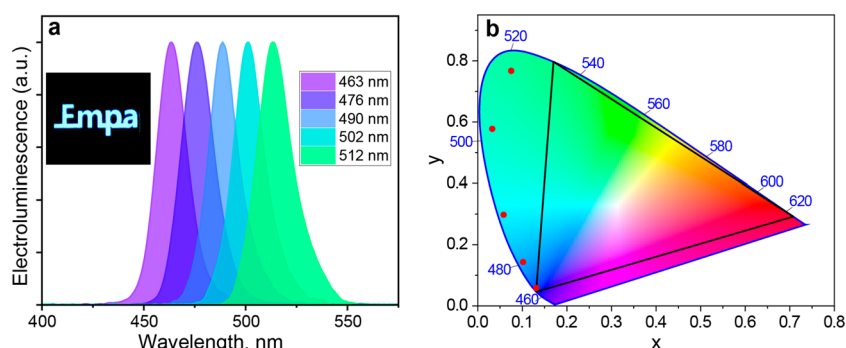 a
Electroluminescence (a.u.)
Empa
463 nm
476 nm
490 nm
502 nm
512 nm
400
450
500
550
Wavelength, nm
b
y
0.8
0.6
0.4
0.2
0.0
520
540
560
500
580
600
620
480
460
0.0
0.1
0.2
0.3
0.4
0.5
0.6
0.7
0.8
x